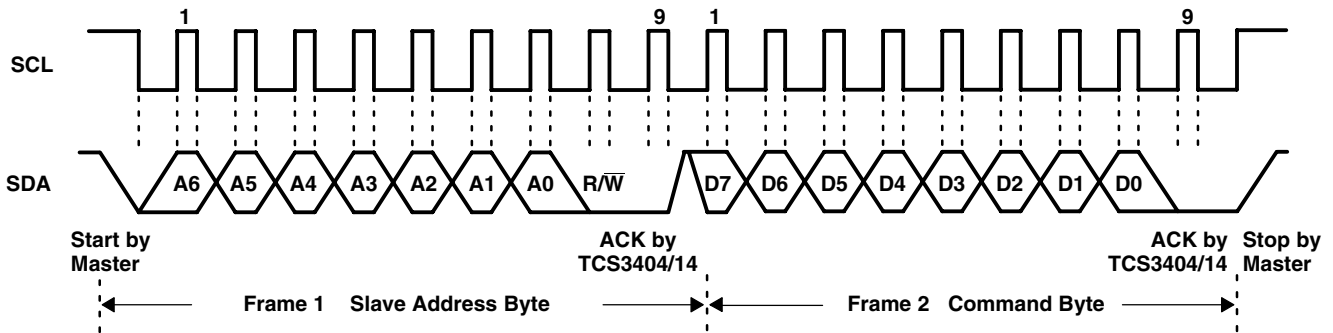 1 9 1 9
SCL
SDA A6 A5 A4 A3 A2 A1 A0 R/W̅ D7 D6 D5 D4 D3 D2 D1 D0
Start by ACK by ACK by Stop by
Master TCS3404/14 TCS3404/14 Master
Frame 1 Slave Address Byte Frame 2 Command Byte